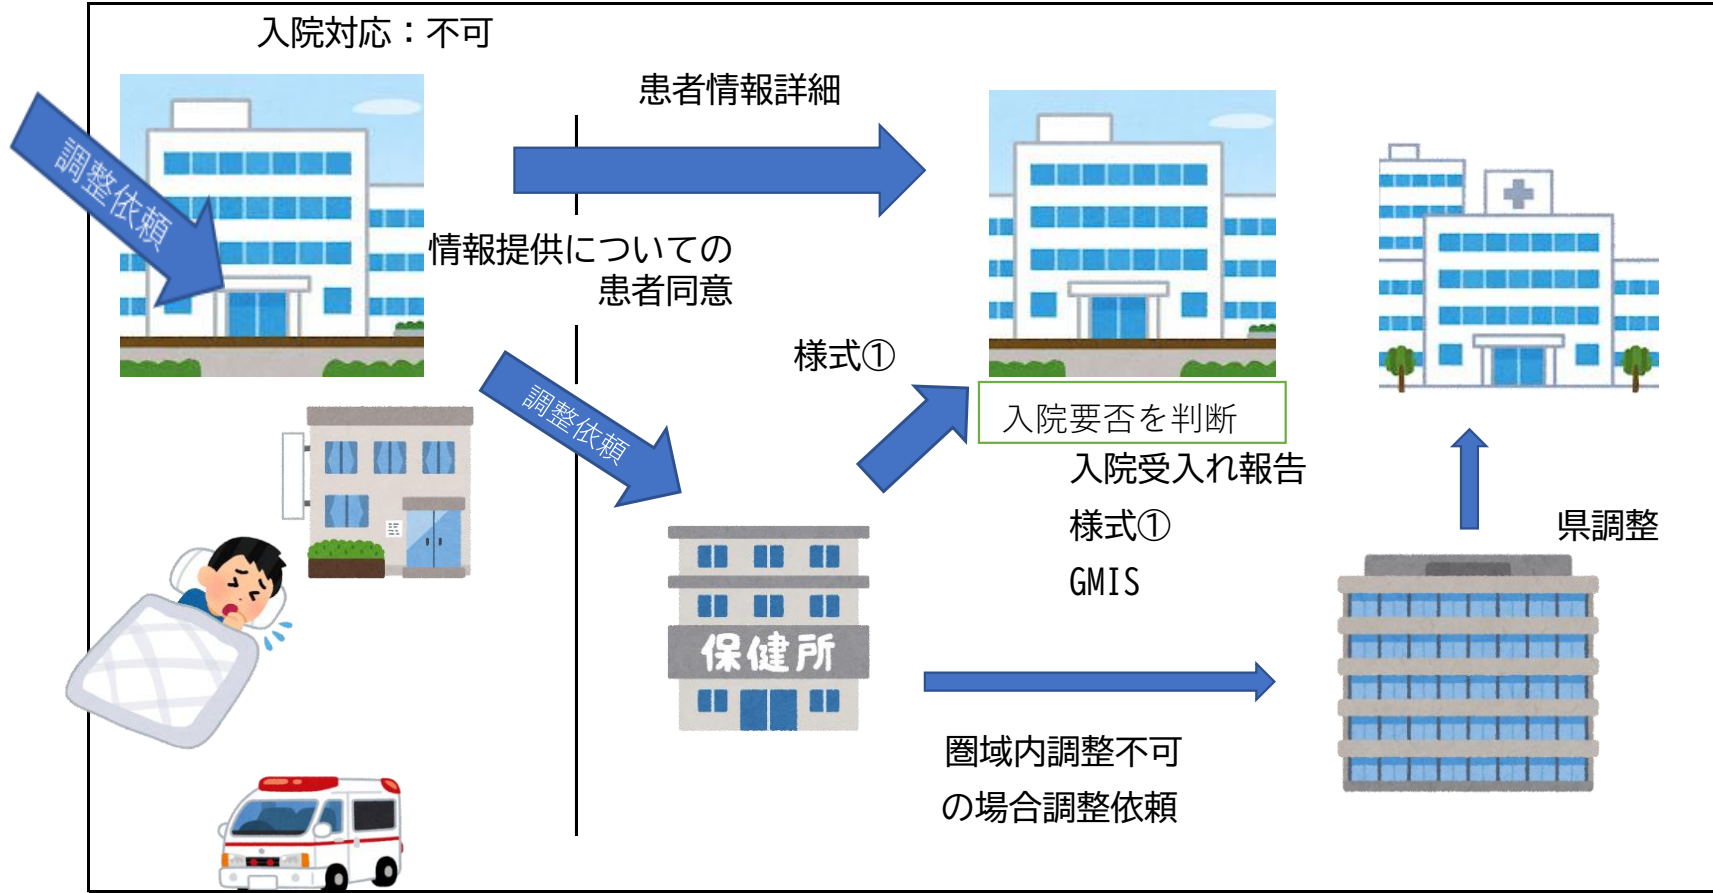 入院対応：不可
患者情報詳細
調整依頼
情報提供についての
患者同意
様式①
調整依頼
入院要否を判断
入院受入れ報告
様式①
GMIS
県調整
保健所
圏域内調整不可
の場合調整依頼